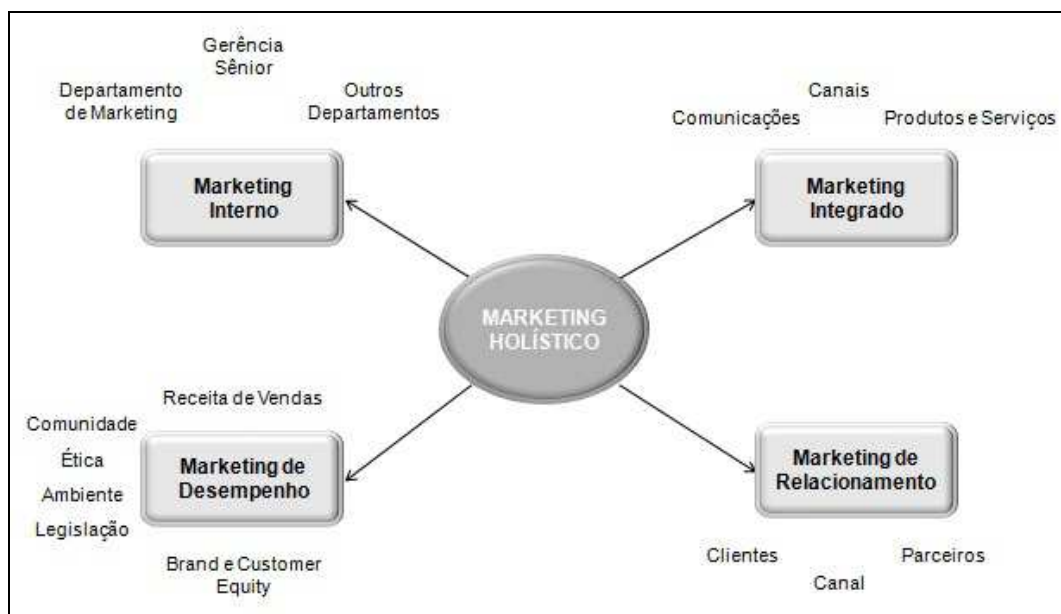 Gerência
Sênior
Departamento
de Marketing
Outros
Departamentos
Marketing
Interno
Canais
Comunicações
Produtos e Serviços
Marketing
Integrado
MARKETING
HOLÍSTICO
Receita de Vendas
Comunidade
Ética
Ambiente
Legislação
Marketing de
Desempenho
Brand e Customer
Equity
Marketing de
Relacionamento
Clientes
Canal
Parceiros